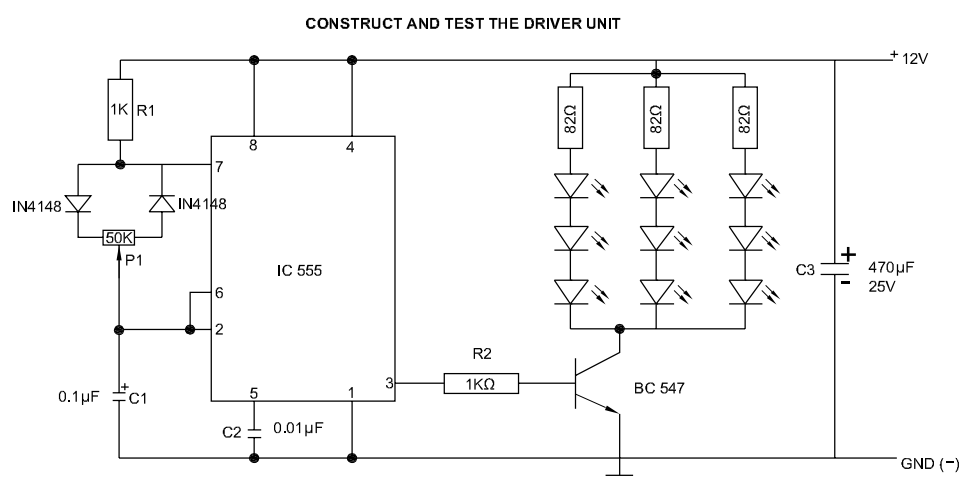 CONSTRUCT AND TEST THE DRIVER UNIT
+ 12V
1K
R1
8
4
82Ω
82Ω
82Ω
7
IN4148
IN4148
50K
P1
IC 555
6
2
C3
+
-
470µF
25V
R2
1KΩ
3
BC 547
0.1µF
+
C1
5
1
C2
0.01µF
GND (−)